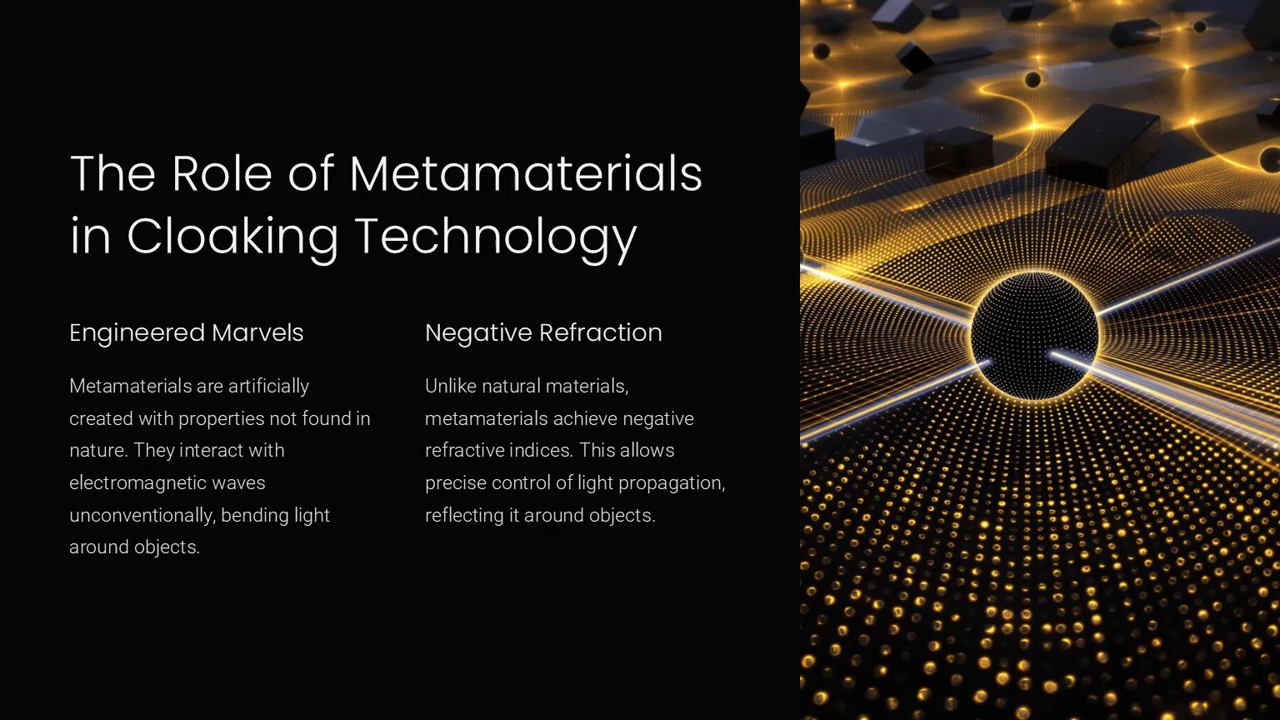 The Role of Metamaterials
in Cloaking Technology
Engineered Marvels
Metamaterials are artificially
created with properties not found in
nature. They interact with
electromagnetic waves
unconventionally, bending light
around objects.
Negative Refraction
Unlike natural materials,
metamaterials achieve negative
refractive indices. This allows
precise control of light propagation,
reflecting it around objects.